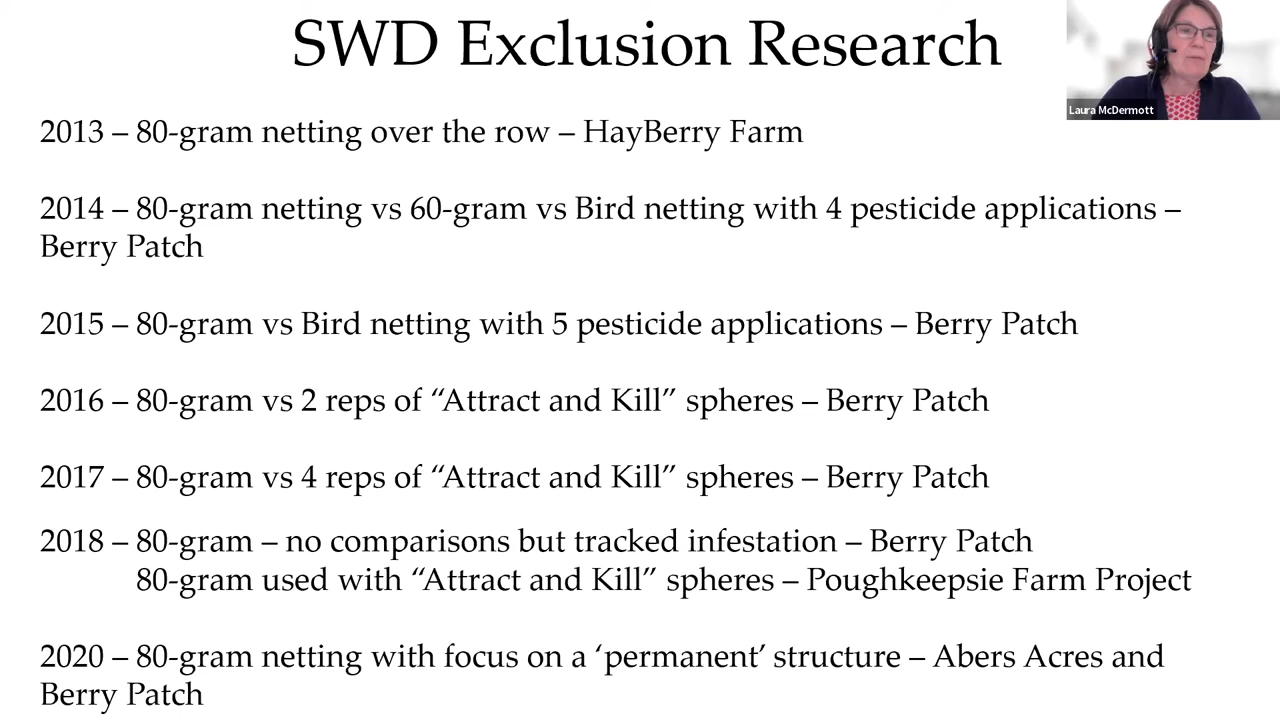 SWD Exclusion Research
Laura McDermott
2013 – 80-gram netting over the row – HayBerry Farm
2014 – 80-gram netting vs 60-gram vs Bird netting with 4 pesticide applications –
Berry Patch
2015 – 80-gram vs Bird netting with 5 pesticide applications – Berry Patch
2016 – 80-gram vs 2 reps of “Attract and Kill” spheres – Berry Patch
2017 – 80-gram vs 4 reps of “Attract and Kill” spheres – Berry Patch
2018 – 80-gram – no comparisons but tracked infestation – Berry Patch
80-gram used with “Attract and Kill” spheres – Poughkeepsie Farm Project
2020 – 80-gram netting with focus on a ‘permanent’ structure – Abers Acres and
Berry Patch